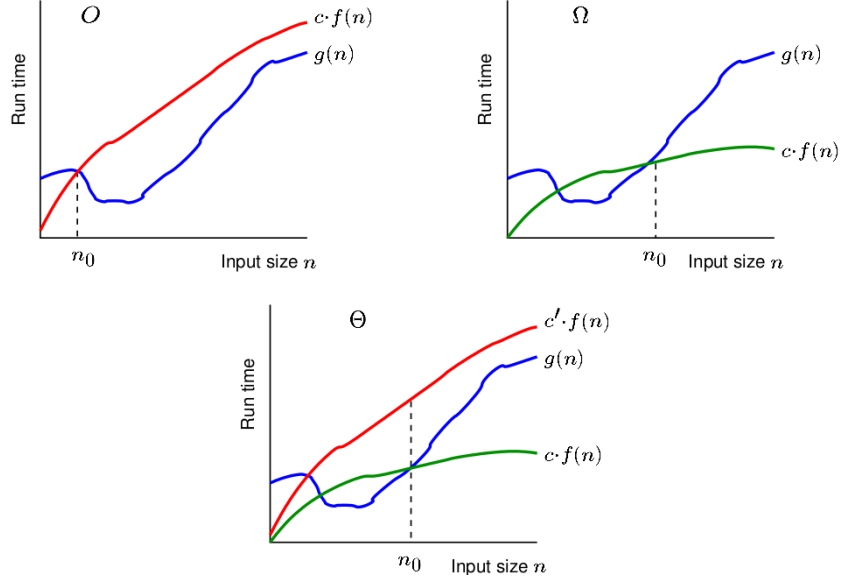 O
c·f(n)
g(n)
Run time
n₀
Input size n
Ω
g(n)
c·f(n)
Run time
n₀
Input size n
Θ
c′·f(n)
g(n)
c·f(n)
Run time
n₀
Input size n